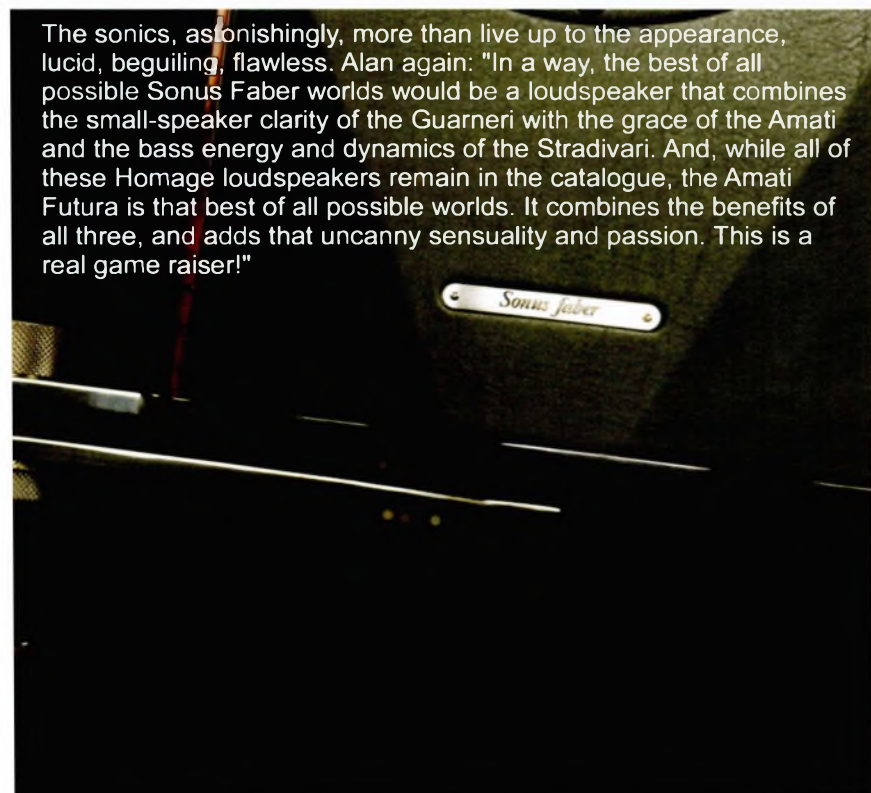 The sonics, astonishingly, more than live up to the appearance,
lucid, beguiling, flawless. Alan again: "In a way, the best of all
possible Sonus Faber worlds would be a loudspeaker that combines
the small-speaker clarity of the Guarneri with the grace of the Amati
and the bass energy and dynamics of the Stradivari. And, while all of
these Homage loudspeakers remain in the catalogue, the Amati
Futura is that best of all possible worlds. It combines the benefits of
all three, and adds that uncanny sensuality and passion. This is a
real game raiser!"
Sonus faber